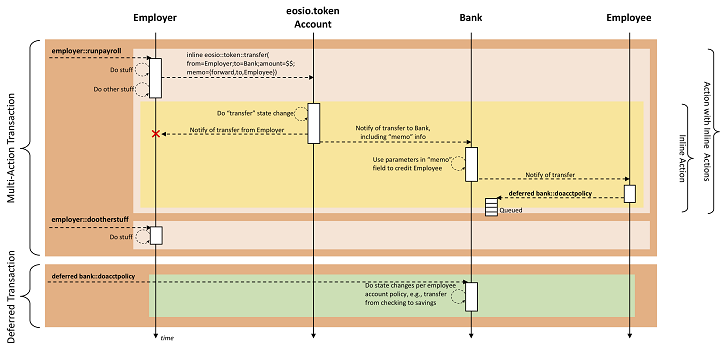 Employer
eosio.token
Account
Bank
Employee
employer::runpayroll
Do stuff
Do other stuff
inline eosio::token::transfer(
from=Employer;to=Bank;amount=$$;
memo={forward,to,Employee})
Do "transfer" state change
Notify of transfer from Employer
Notify of transfer to Bank,
including "memo" info
Use parameters in "memo"
field to credit Employee
Notify of transfer
deferred bank::doacctpolicy
Queued
employer::dootherstuff
Do stuff
deferred bank::doacctpolicy
Do state changes per employee
account policy, e.g., transfer
from checking to savings
time
Multi-Action Transaction
Deferred Transaction
Inline
Action
Action with
Inline Actions